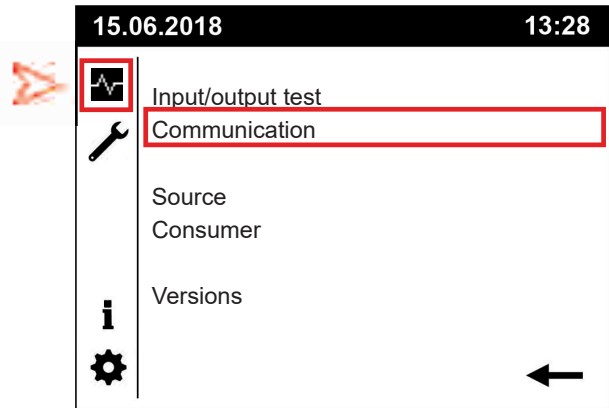 15.06.2018 13:28
Input/output test
Communication
Source
Consumer
Versions